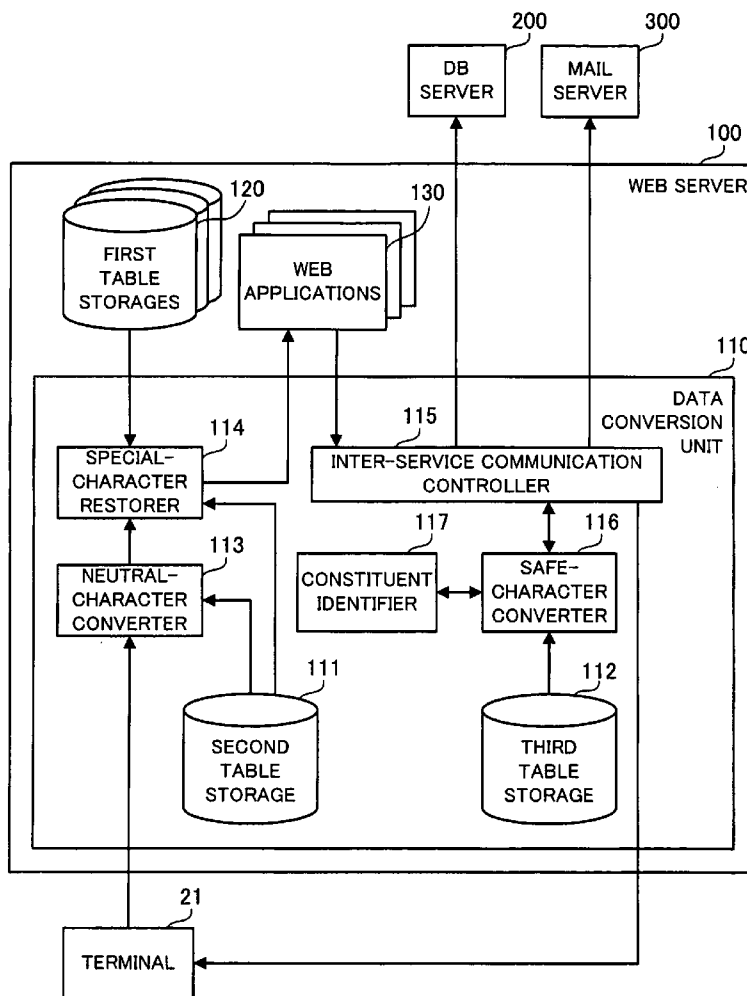 200
300
DB
SERVER
MAIL
SERVER
100
WEB SERVER
120
130
FIRST
TABLE
STORAGES
WEB
APPLICATIONS
110
DATA
CONVERSION
UNIT
114
115
SPECIAL-
CHARACTER
RESTORER
INTER-SERVICE COMMUNICATION
CONTROLLER
113
117
116
NEUTRAL-
CHARACTER
CONVERTER
CONSTITUENT
IDENTIFIER
SAFE-
CHARACTER
CONVERTER
111
112
SECOND
TABLE
STORAGE
THIRD
TABLE
STORAGE
21
TERMINAL